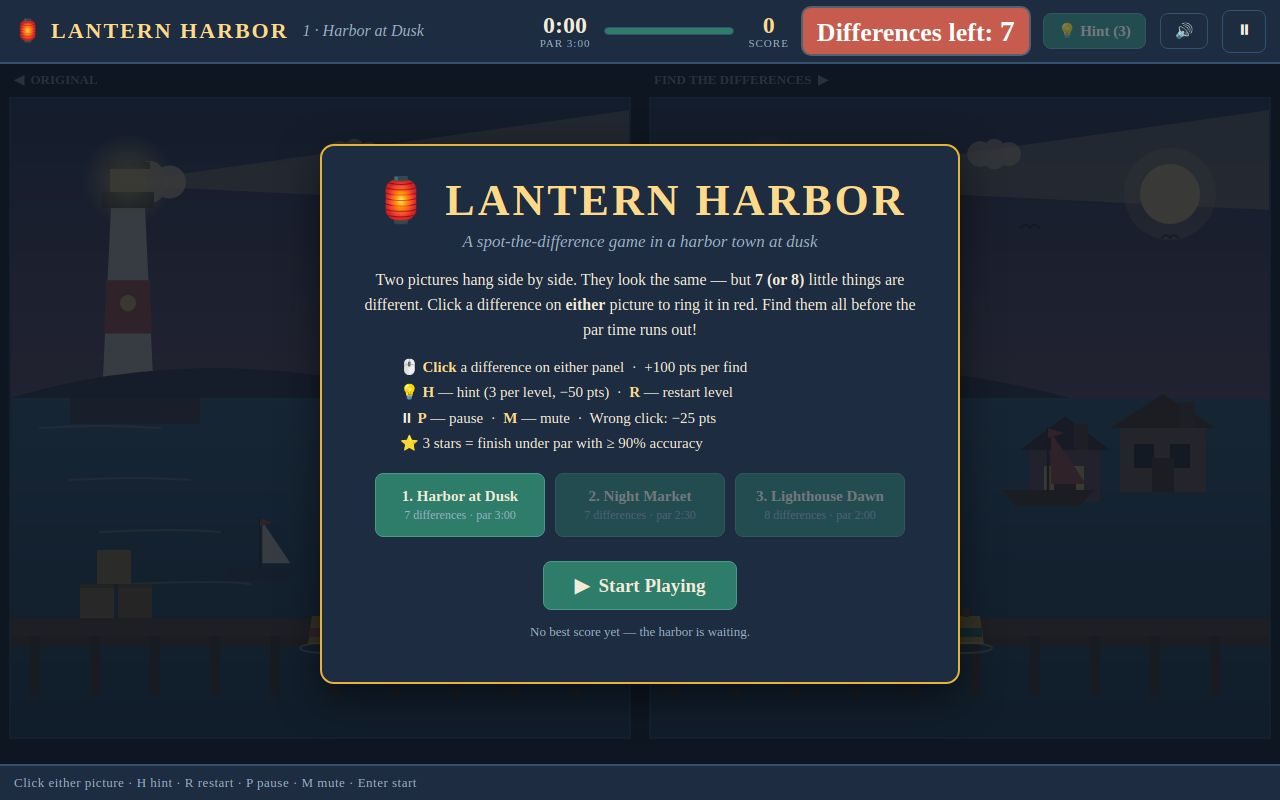 LANTERN HARBOR
1 · Harbor at Dusk
0:00
PAR 3:00
0
SCORE
Differences left: 7
Hint (3)
◀ ORIGINAL
FIND THE DIFFERENCES ▶
LANTERN HARBOR
A spot-the-difference game in a harbor town at dusk
Two pictures hang side by side. They look the same — but 7 (or 8) little things are
different. Click a difference on either picture to ring it in red. Find them all before the
par time runs out!
Click a difference on either panel · +100 pts per find
H — hint (3 per level, −50 pts) · R — restart level
P — pause · M — mute · Wrong click: −25 pts
3 stars = finish under par with ≥ 90% accuracy
1. Harbor at Dusk
7 differences · par 3:00
2. Night Market
7 differences · par 2:30
3. Lighthouse Dawn
8 differences · par 2:00
▶ Start Playing
No best score yet — the harbor is waiting.
Click either picture · H hint · R restart · P pause · M mute · Enter start